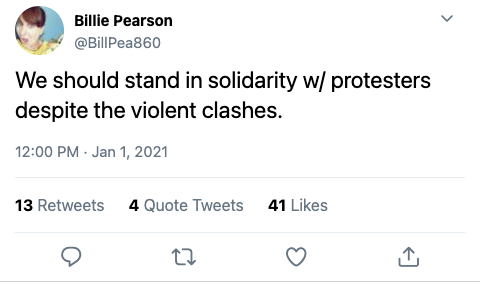 Billie Pearson
@BillPea860
We should stand in solidarity w/ protesters
despite the violent clashes.
12:00 PM · Jan 1, 2021
13 Retweets 4 Quote Tweets 41 Likes